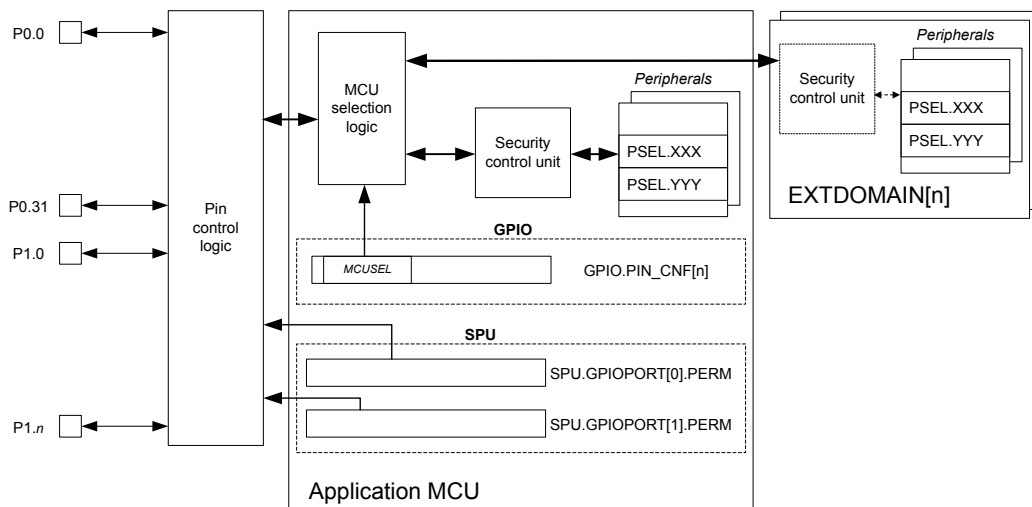 P0.0
P0.31
P1.0
P1.n
Pin
control
logic
MCU
selection
logic
Security
control unit
Peripherals
PSEL.XXX
PSEL.YYY
GPIO
MCUSEL
GPIO.PIN_CNF[n]
SPU
SPU.GPIOPORT[0].PERM
SPU.GPIOPORT[1].PERM
Application MCU
Peripherals
Security
control unit
PSEL.XXX
PSEL.YYY
EXTDOMAIN[n]